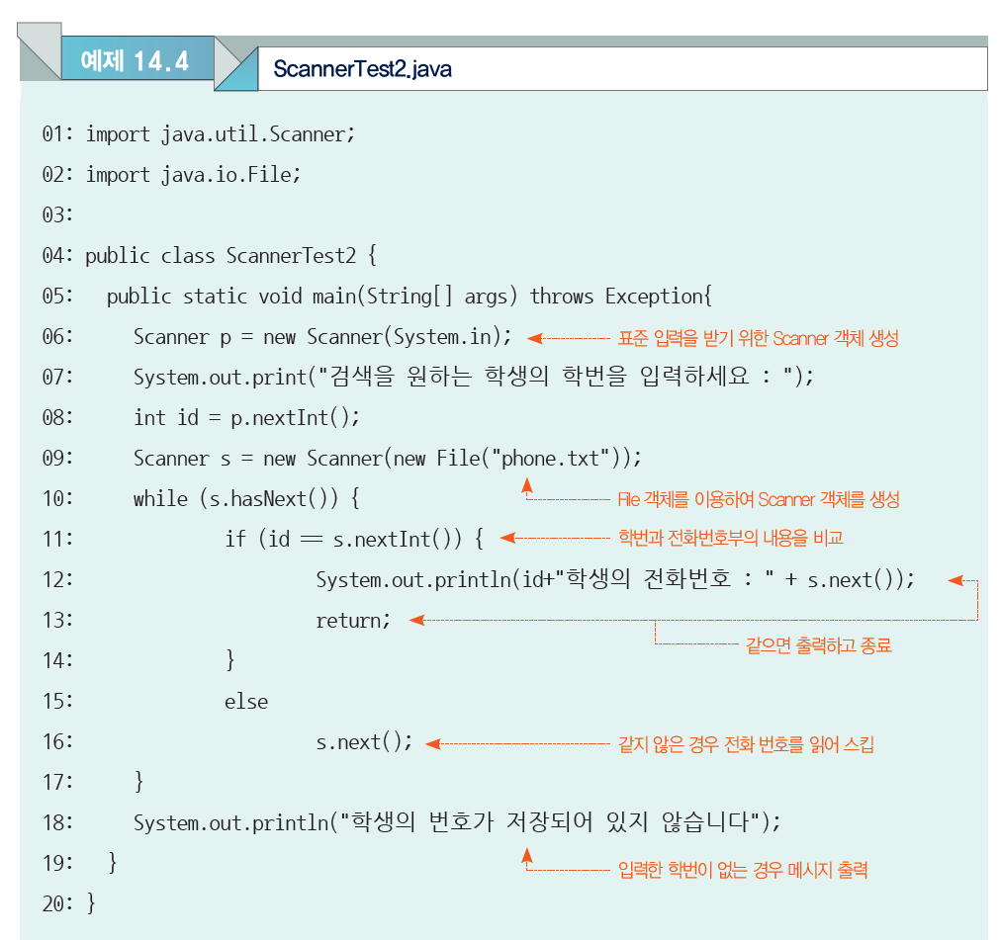 예제 14.4
ScannerTest2.java
01: import java.util.Scanner;
02: import java.io.File;
03:
04: public class ScannerTest2 {
05: public static void main(String[] args) throws Exception{
06: Scanner p = new Scanner(System.in); 표준 입력을 받기 위한 Scanner 객체 생성
07: System.out.print("검색을 원하는 학생의 학번을 입력하세요 : ");
08: int id = p.nextInt();
09: Scanner s = new Scanner(new File("phone.txt"));
10: while (s.hasNext()) { File 객체를 이용하여 Scanner 객체를 생성
11: if (id == s.nextInt()) { 학번과 전화번호부의 내용을 비교
12: System.out.println(id+"학생의 전화번호 : " + s.next());
13: return;
같으면 출력하고 종료
14: }
15: else
16: s.next(); 같지 않은 경우 전화 번호를 읽어 스킵
17: }
18: System.out.println("학생의 번호가 저장되어 있지 않습니다");
19: } 입력한 학번이 없는 경우 메시지 출력
20: }